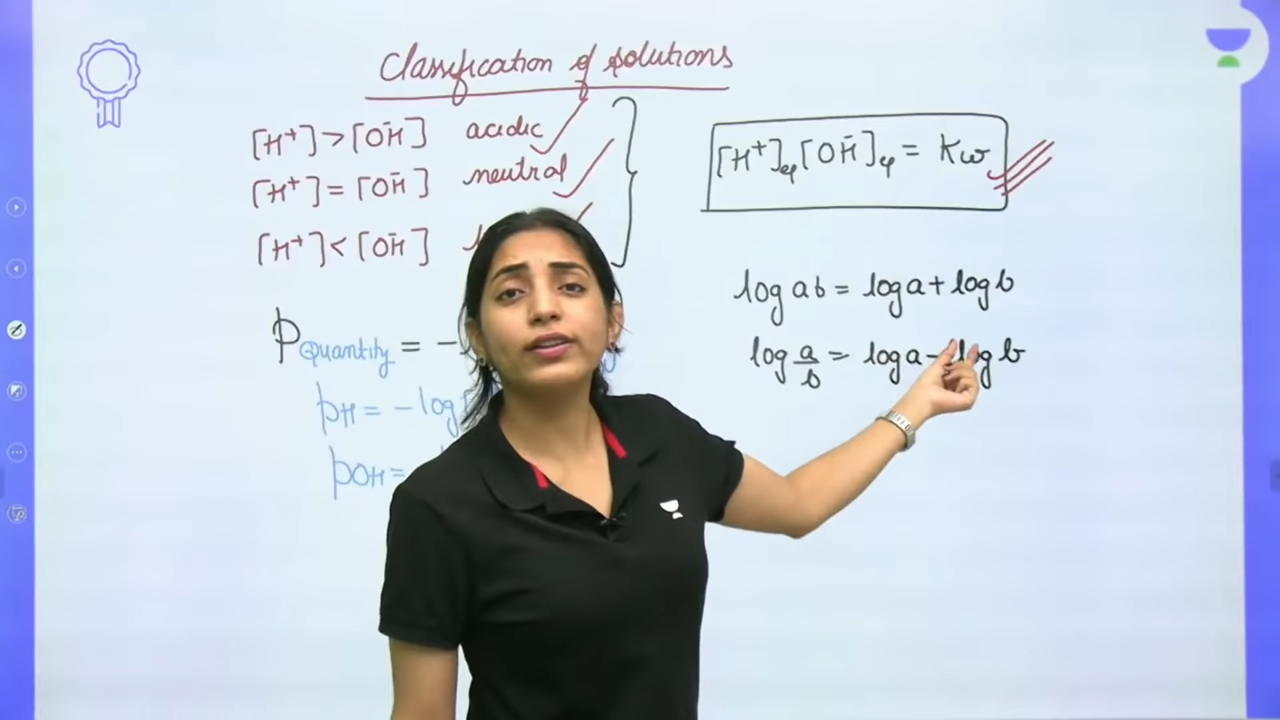 Classification of solutions
[H⁺] > [OH⁻] acidic
[H⁺] = [OH⁻] neutral
[H⁺] < [OH⁻]
[H⁺]eq [OH⁻]eq = Kw
log ab = log a + log b
log a/b = log a - log b
pQuantity = -
pH = -log
pOH =